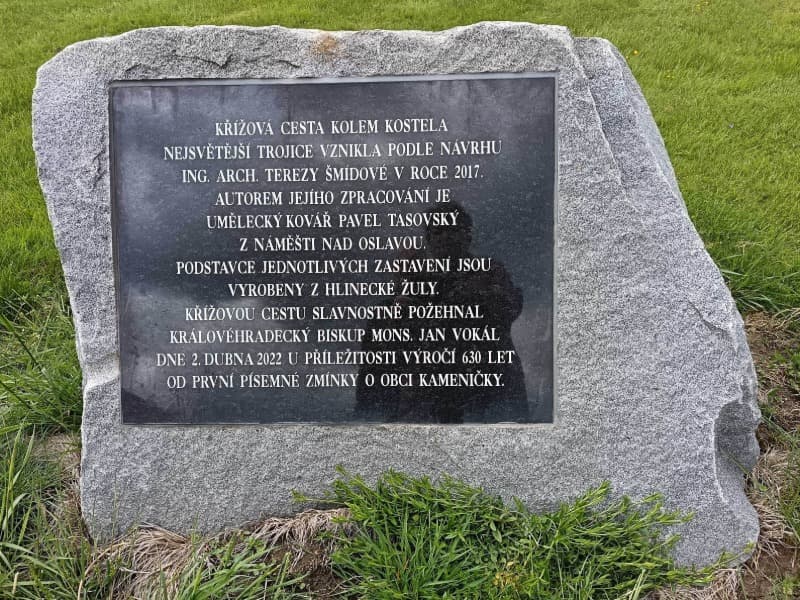 KŘÍŽOVÁ CESTA KOLEM KOSTELA
NEJSVĚTĚJŠÍ TROJICE VZNIKLA PODLE NÁVRHU
ING. ARCH. TEREZY ŠMÍDOVÉ V ROCE 2017.
AUTOREM JEJÍHO ZPRACOVÁNÍ JE
UMĚLECKÝ KOVÁŘ PAVEL TASOVSKÝ
Z NÁMĚŠTI NAD OSLAVOU.
PODSTAVCE JEDNOTLIVÝCH ZASTAVENÍ JSOU
VYROBENY Z HLINECKÉ ŽULY.
KŘÍŽOVOU CESTU SLAVNOSTNĚ POŽEHNAL
KRÁLOVÉHRADECKÝ BISKUP MONS. JAN VOKÁL
DNE 2. DUBNA 2022 U PŘÍLEŽITOSTI VÝROČÍ 630 LET
OD PRVNÍ PÍSEMNÉ ZMÍNKY O OBCI KAMENIČKY.